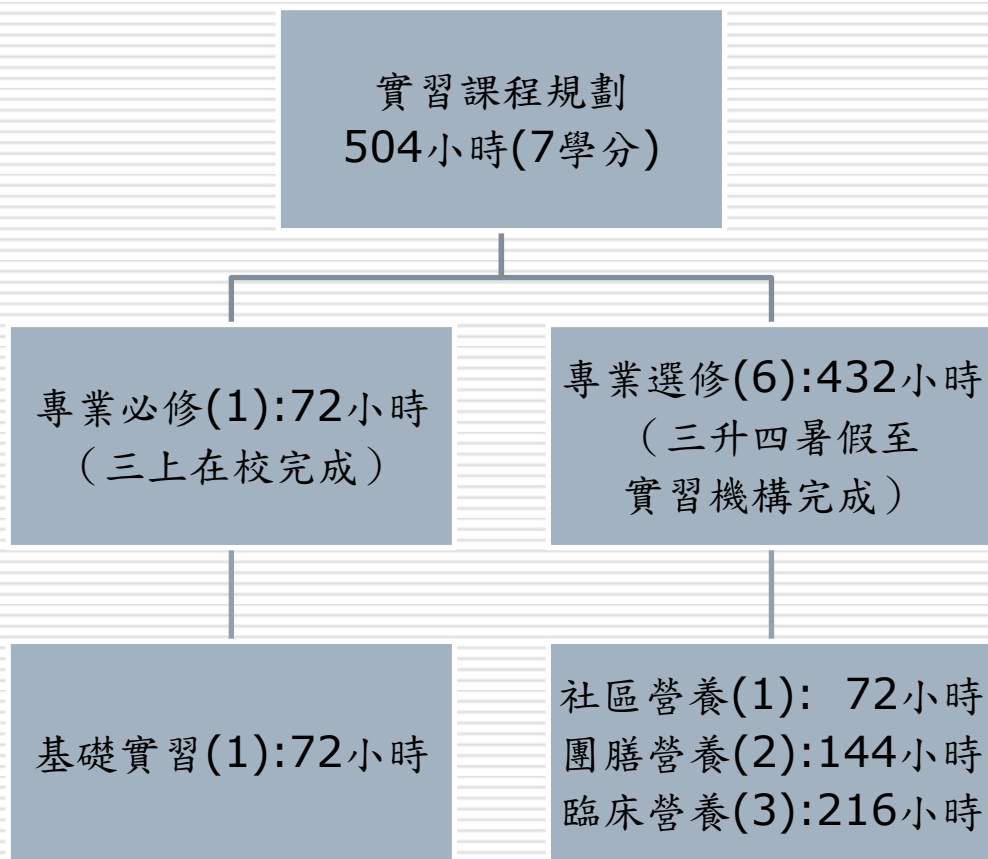 實習課程規劃
504小時(7學分)
專業必修(1):72小時
（三上在校完成）
專業選修(6):432小時
（三升四暑假至
實習機構完成）
基礎實習(1):72小時
社區營養(1): 72小時
團膳營養(2):144小時
臨床營養(3):216小時